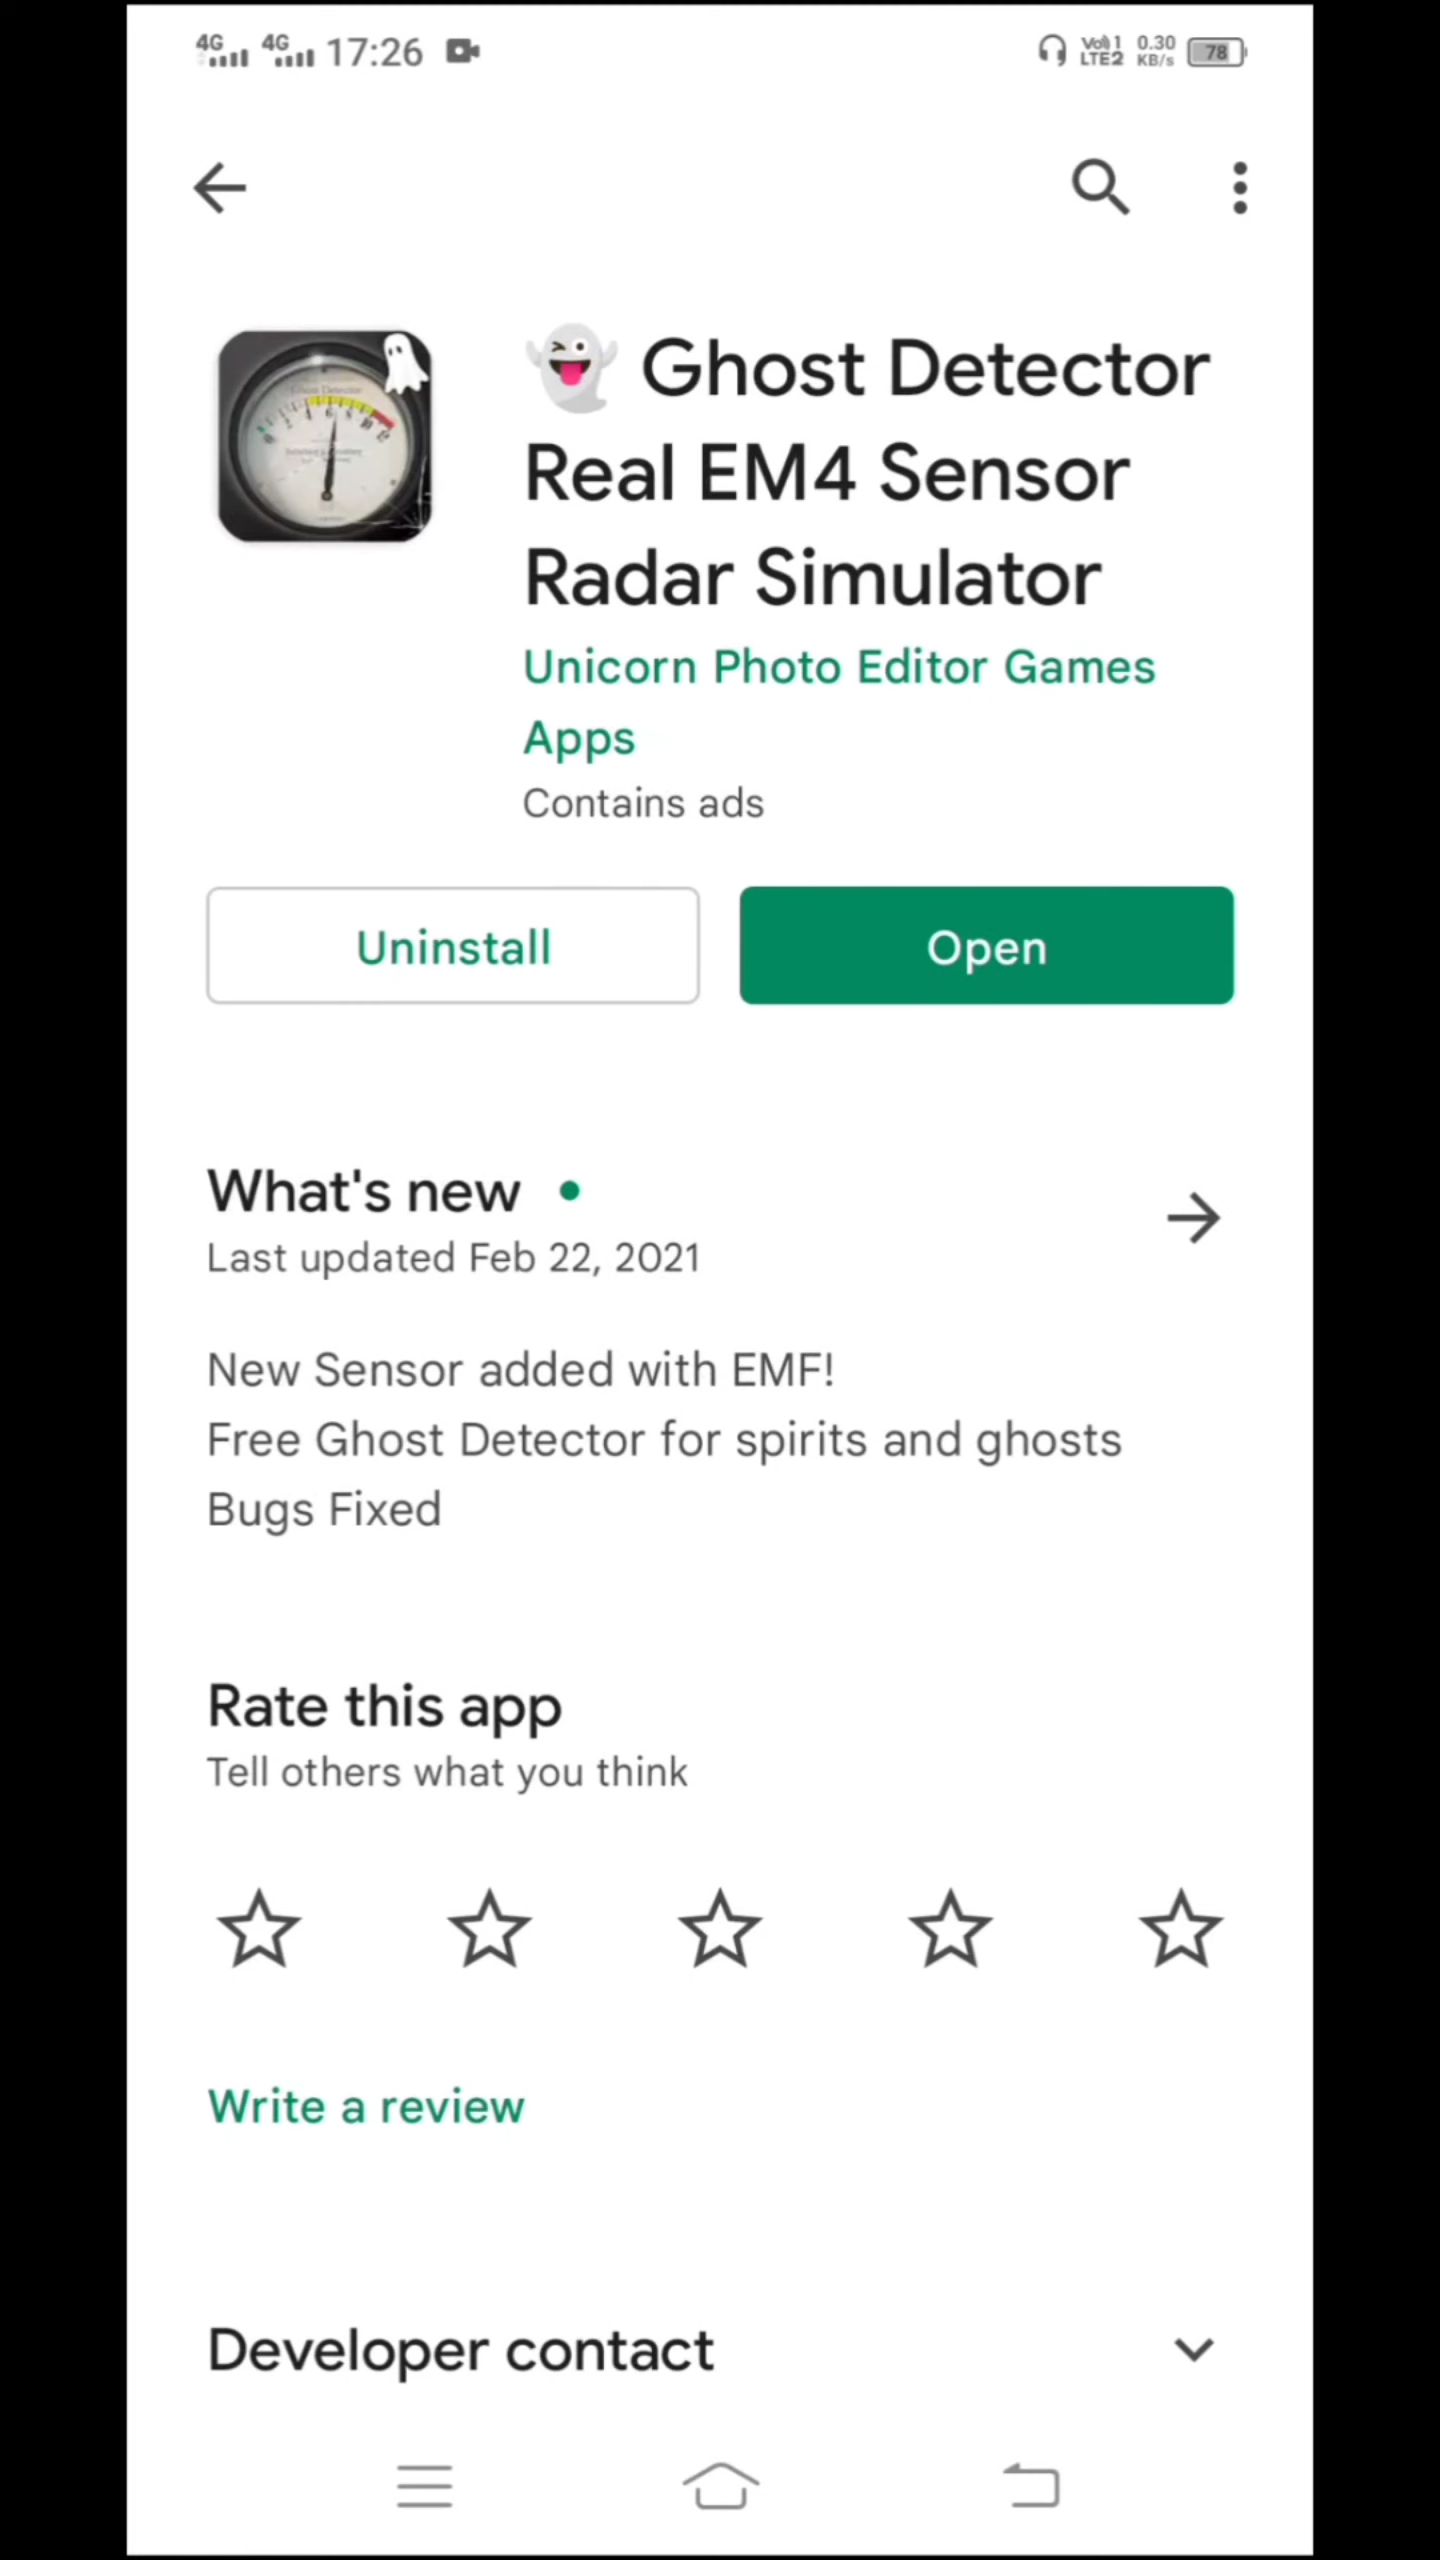 4G 4G 17:26 Vo) 1 LTE2 0.30 KB/s 78
👻 Ghost Detector
Real EM4 Sensor
Radar Simulator
Unicorn Photo Editor Games
Apps
Contains ads
Uninstall
Open
What's new
Last updated Feb 22, 2021
New Sensor added with EMF!
Free Ghost Detector for spirits and ghosts
Bugs Fixed
Rate this app
Tell others what you think
Write a review
Developer contact